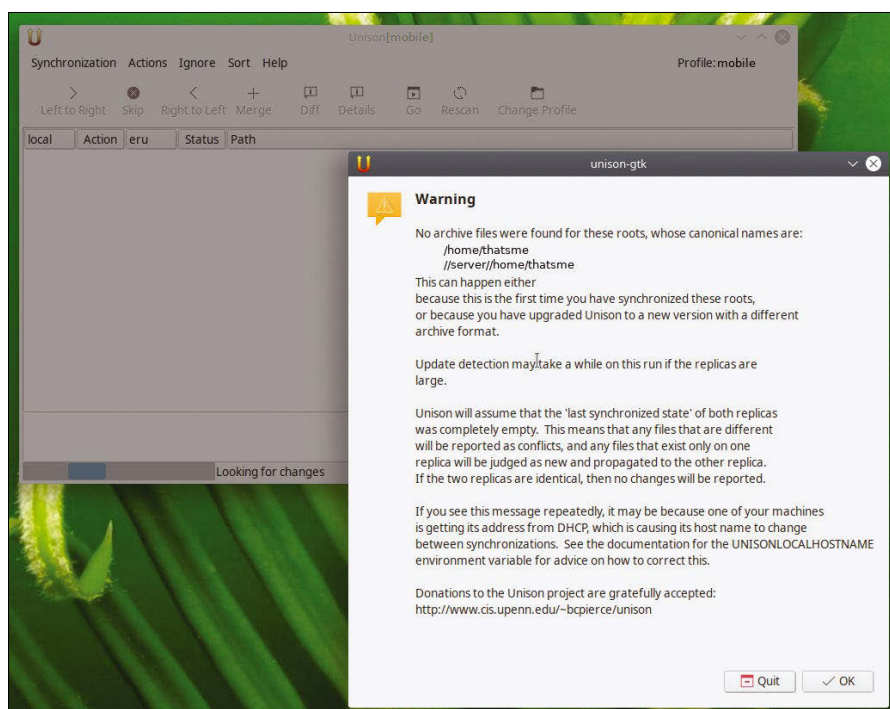 Unison[mobile]
Synchronization Actions Ignore Sort Help Profile: mobile
Left to Right Skip Right to Left Merge Diff Details Go Rescan Change Profile
local Action eru Status Path
Looking for changes
unison-gtk
Warning
No archive files were found for these roots, whose canonical names are:
/home/thatsme
//server//home/thatsme
This can happen either
because this is the first time you have synchronized these roots,
or because you have upgraded Unison to a new version with a different
archive format.
Update detection may take a while on this run if the replicas are
large.
Unison will assume that the 'last synchronized state' of both replicas
was completely empty. This means that any files that are different
will be reported as conflicts, and any files that exist only on one
replica will be judged as new and propagated to the other replica.
If the two replicas are identical, then no changes will be reported.
If you see this message repeatedly, it may be because one of your machines
is getting its address from DHCP, which is causing its host name to change
between synchronizations. See the documentation for the UNISONLOCALHOSTNAME
environment variable for advice on how to correct this.
Donations to the Unison project are gratefully accepted:
http://www.cis.upenn.edu/~bcpierce/unison
Quit OK